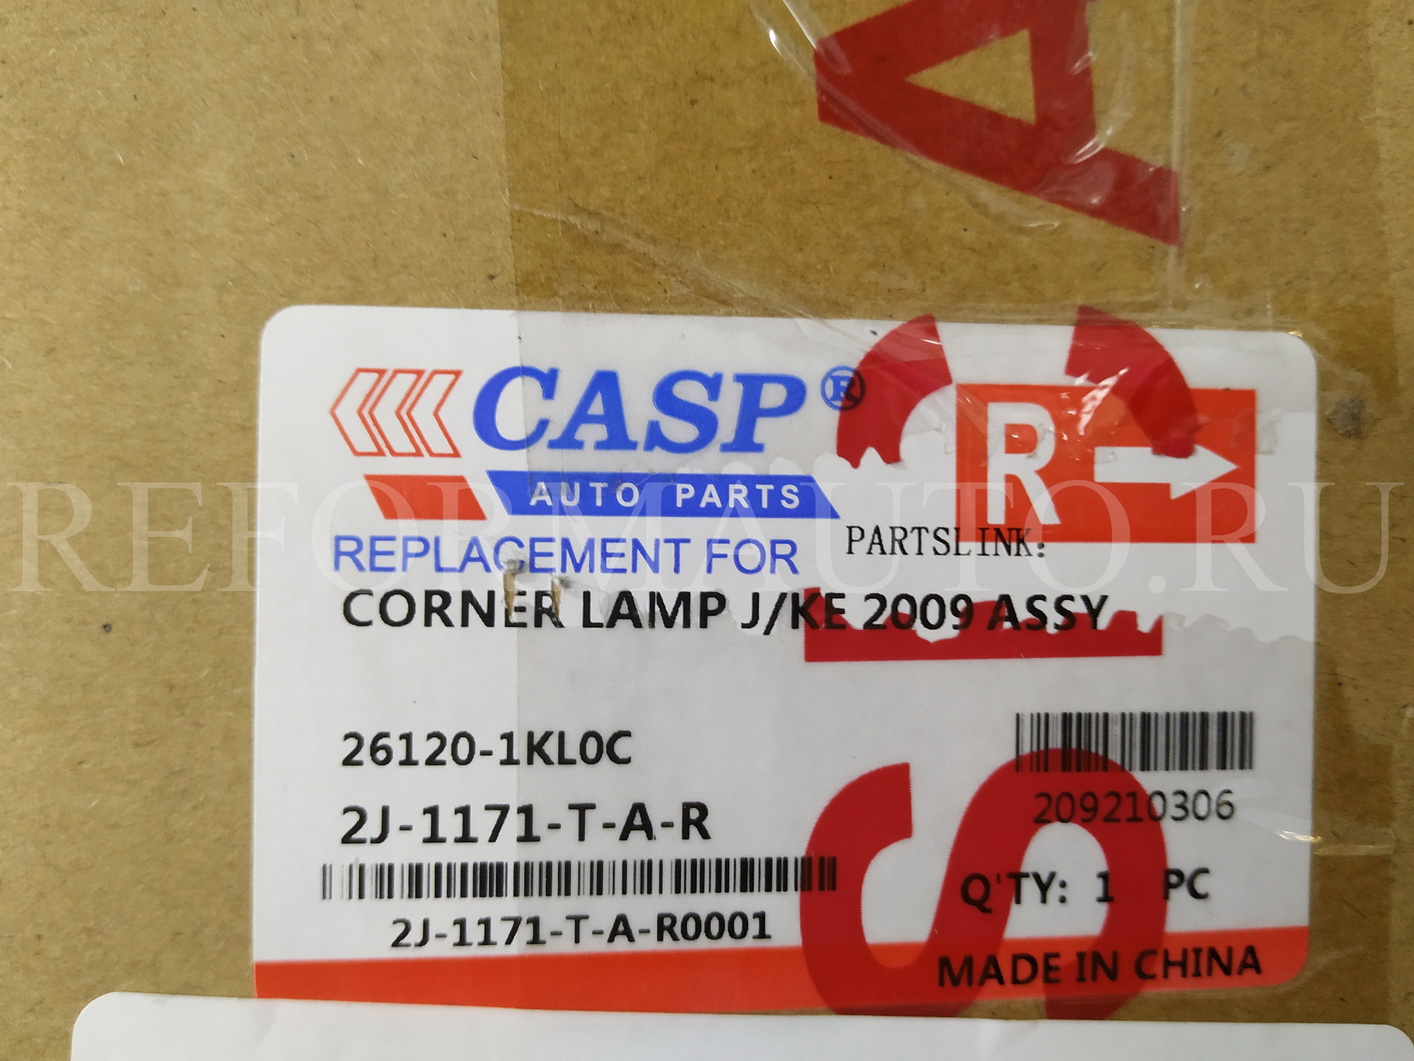 CASP®
AUTO PARTS
R
REPLACEMENT FOR
PARTSLINK:
CORNER LAMP J/KE 2009 ASSY
26120-1KL0C
209210306
2J-1171-T-A-R
2J-1171-T-A-R0001
Q'TY: 1 PC
MADE IN CHINA
REFORMAUTO.RU